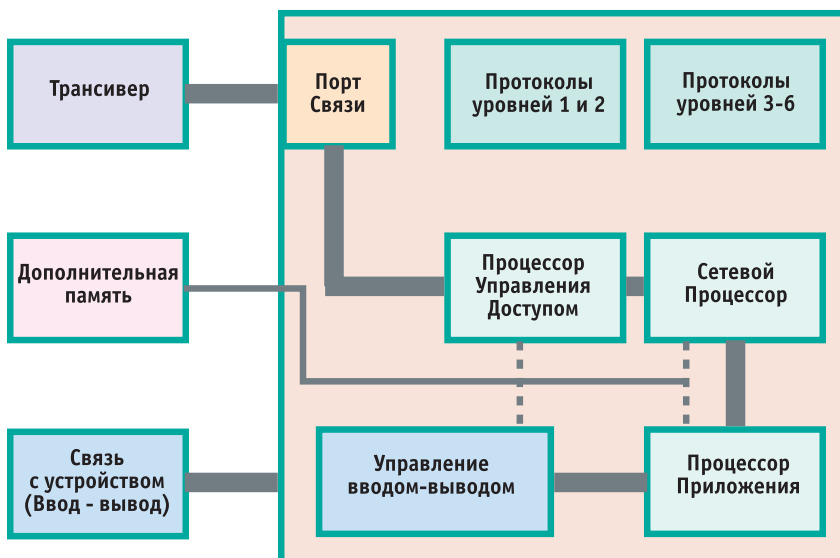 Трансивер
Порт
Связи
Протоколы
уровней 1 и 2
Протоколы
уровней 3-6
Дополнительная
память
Процессор
Управления
Доступом
Сетевой
Процессор
Связь
с устройством
(Ввод - вывод)
Управление
вводом-выводом
Процессор
Приложения